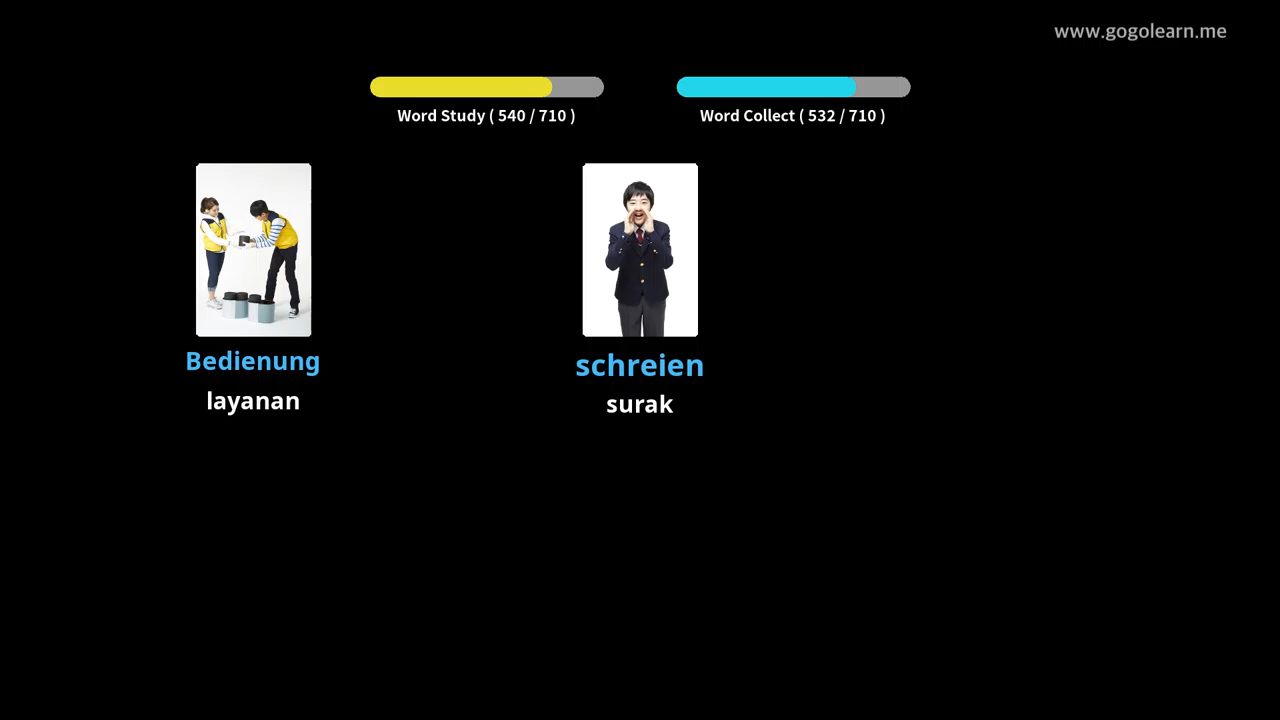 www.gogolearn.me
Word Study ( 540 / 710 )
Word Collect ( 532 / 710 )
Bedienung
layanan
schreien
surak